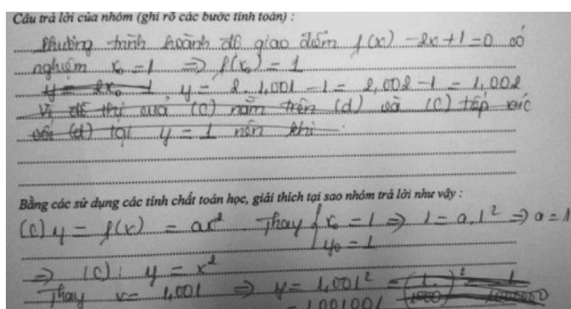 Câu trả lời của nhóm (ghi rõ các bước tính toán) :
Phương trình hoành độ giao điểm f(x) - 2x + 1 = 0 có
nghiệm x₀ = 1 ⇒ f(x₀) = 1
y = 2x₀ - 1 y = 2. 1,001 - 1 = 2,002 - 1 = 1,002
Vì đồ thị của (C) nằm trên (d) và (C) tiếp xúc
với (d) tại y = 1 nên khi
Bằng các sử dụng các tính chất toán học, giải thích tại sao nhóm trả lời như vậy :
(C) y = f(x) = ax² Thay { x₀ = 1 ⇒ 1 = a.1² ⇒ a = 1
y₀ = 1
⇒ (C) : y = x²
Thay x = 1,001 ⇒ y = 1,001² =